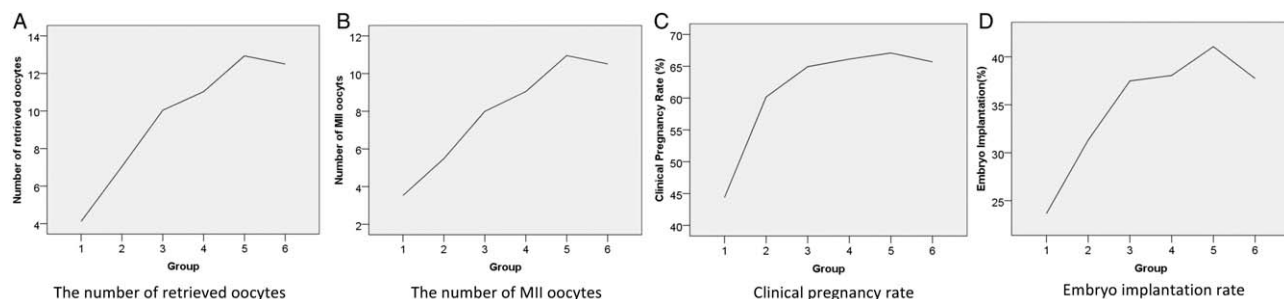 A
Number of retrieved oocytes
14
12
10
8
6
4
1 2 3 4 5 6
Group
The number of retrieved oocytes
B
Number of MII oocyts
12
10
8
6
4
2
1 2 3 4 5 6
Group
The number of MII oocytes
C
Clinical Pregnancy Rate (%)
70
65
60
55
50
45
40
1 2 3 4 5 6
Group
Clinical pregnancy rate
D
Embryo Implantation(%)
40
35
30
25
1 2 3 4 5 6
Group
Embryo implantation rate